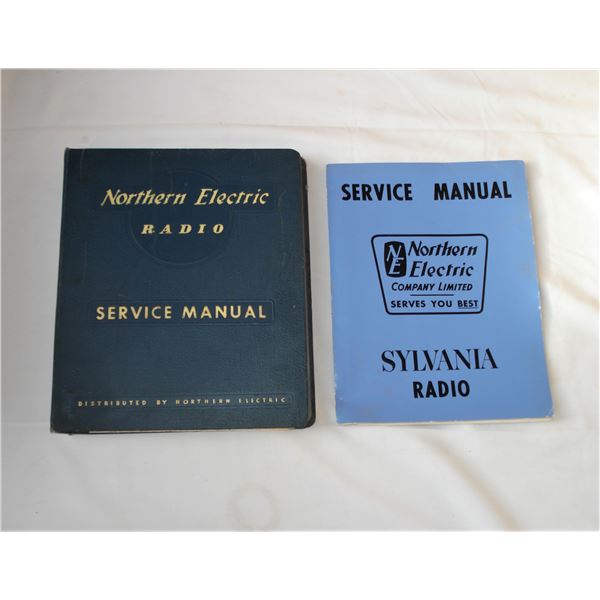 Northern Electric
RADIO
SERVICE MANUAL
DISTRIBUTED BY NORTHERN ELECTRIC
SERVICE MANUAL
NE
Northern
Electric
COMPANY LIMITED
SERVES YOU BEST
SYLVANIA
RADIO